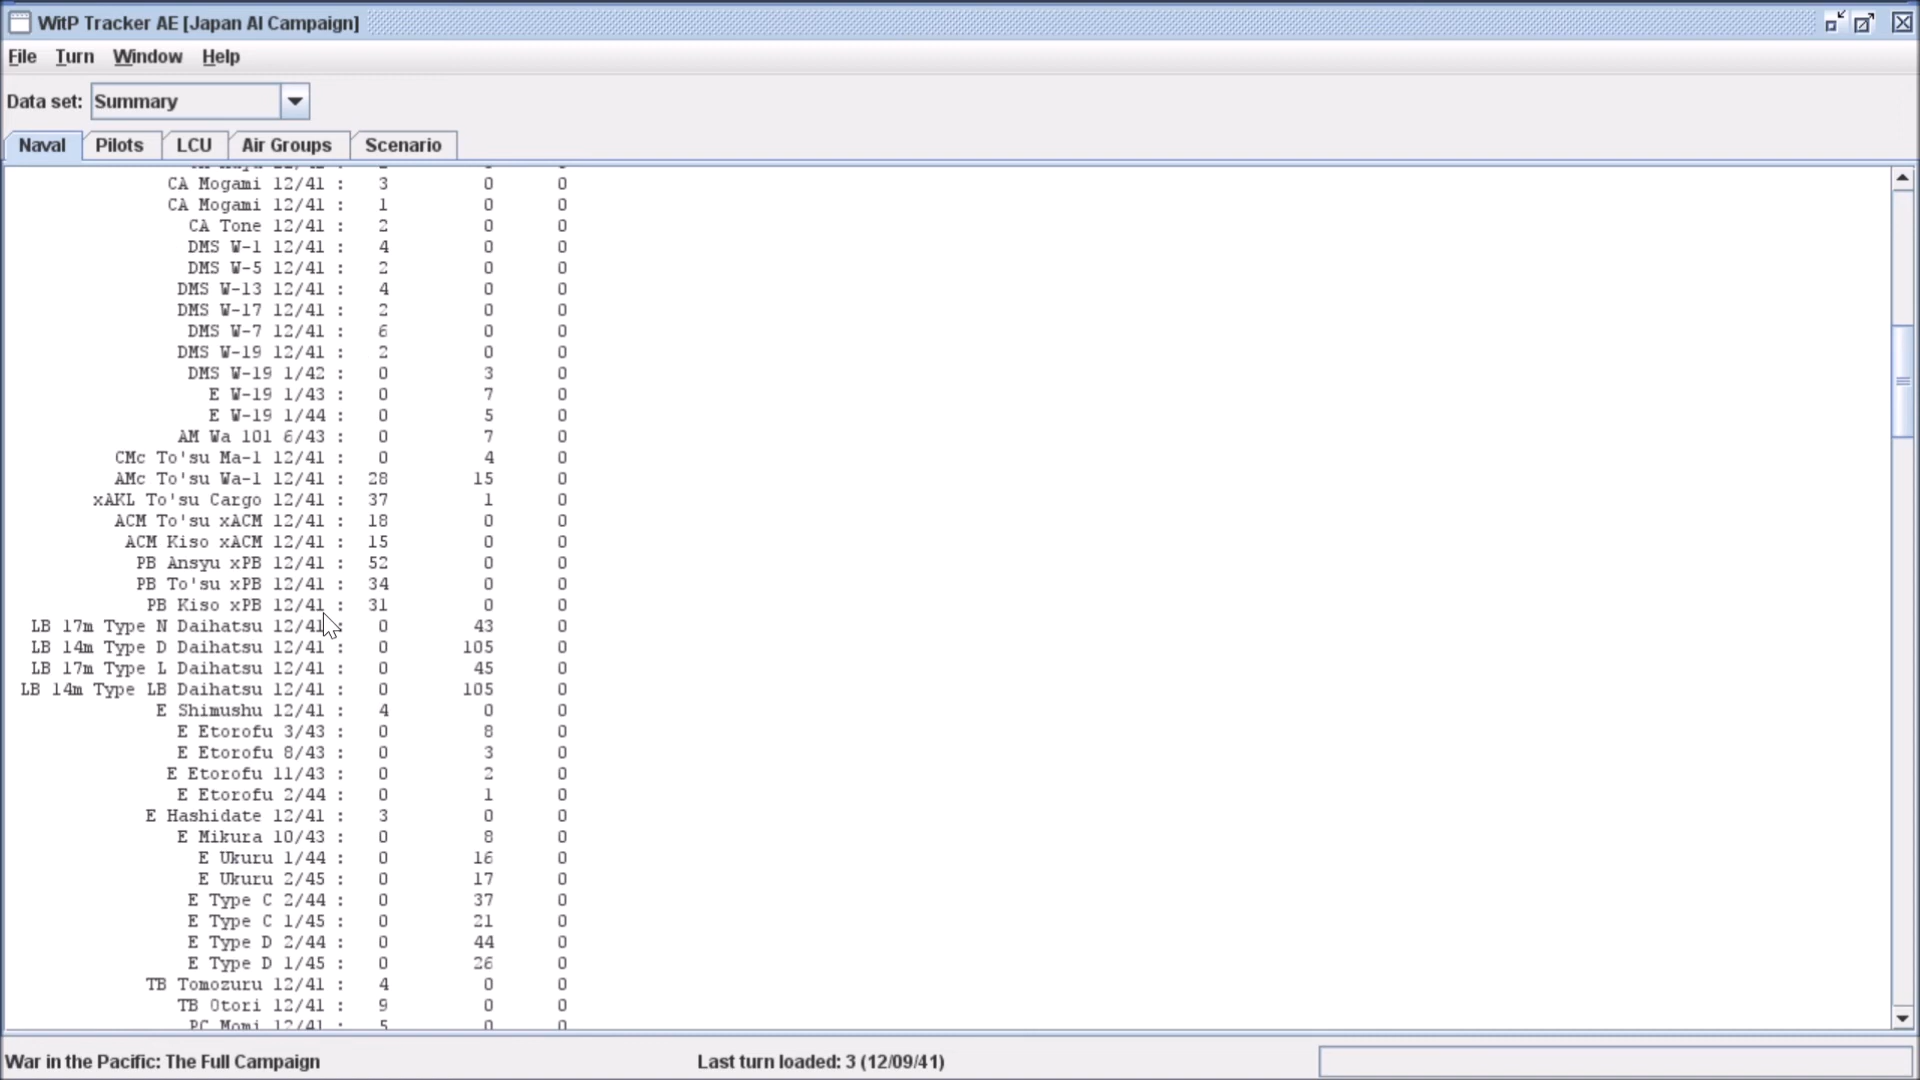 WitP Tracker AE [Japan AI Campaign]
File Turn Window Help
Data set: Summary
Naval Pilots LCU Air Groups Scenario
CA Mogami 12/41 : 3 0 0
CA Mogami 12/41 : 1 0 0
CA Tone 12/41 : 2 0 0
DMS W-1 12/41 : 4 0 0
DMS W-5 12/41 : 2 0 0
DMS W-13 12/41 : 4 0 0
DMS W-17 12/41 : 2 0 0
DMS W-7 12/41 : 6 0 0
DMS W-19 12/41 : 2 0 0
DMS W-19 1/42 : 0 3 0
E W-19 1/43 : 0 7 0
E W-19 1/44 : 0 5 0
AM Wa 101 6/43 : 0 7 0
CMc To'su Ma-1 12/41 : 0 4 0
AMc To'su Wa-1 12/41 : 28 15 0
xAKL To'su Cargo 12/41 : 37 1 0
ACM To'su xACM 12/41 : 18 0 0
ACM Kiso xACM 12/41 : 15 0 0
PB Ansyu xPB 12/41 : 52 0 0
PB To'su xPB 12/41 : 34 0 0
PB Kiso xPB 12/41 : 31 0 0
LB 17m Type N Daihatsu 12/41 : 0 43 0
LB 14m Type D Daihatsu 12/41 : 0 105 0
LB 17m Type L Daihatsu 12/41 : 0 45 0
LB 14m Type LB Daihatsu 12/41 : 0 105 0
E Shimushu 12/41 : 4 0 0
E Etorofu 3/43 : 0 8 0
E Etorofu 8/43 : 0 3 0
E Etorofu 11/43 : 0 2 0
E Etorofu 2/44 : 0 1 0
E Hashidate 12/41 : 3 0 0
E Mikura 10/43 : 0 8 0
E Ukuru 1/44 : 0 16 0
E Ukuru 2/45 : 0 17 0
E Type C 2/44 : 0 37 0
E Type C 1/45 : 0 21 0
E Type D 2/44 : 0 44 0
E Type D 1/45 : 0 26 0
TB Tomozuru 12/41 : 4 0 0
TB Otori 12/41 : 9 0 0
PC Momi 12/41 : 5 0 0
War in the Pacific: The Full Campaign Last turn loaded: 3 (12/09/41)